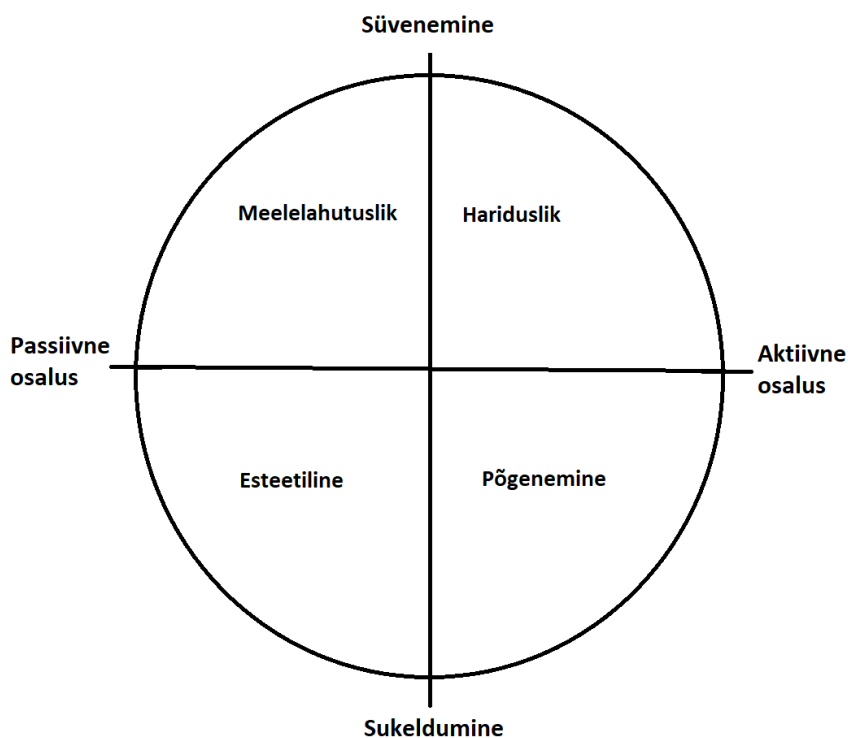 Süvenemine
Meelelahutuslik
Hariduslik
Passiivne
osalus
Aktiivne
osalus
Esteetiline
Põgenemine
Sukeldumine